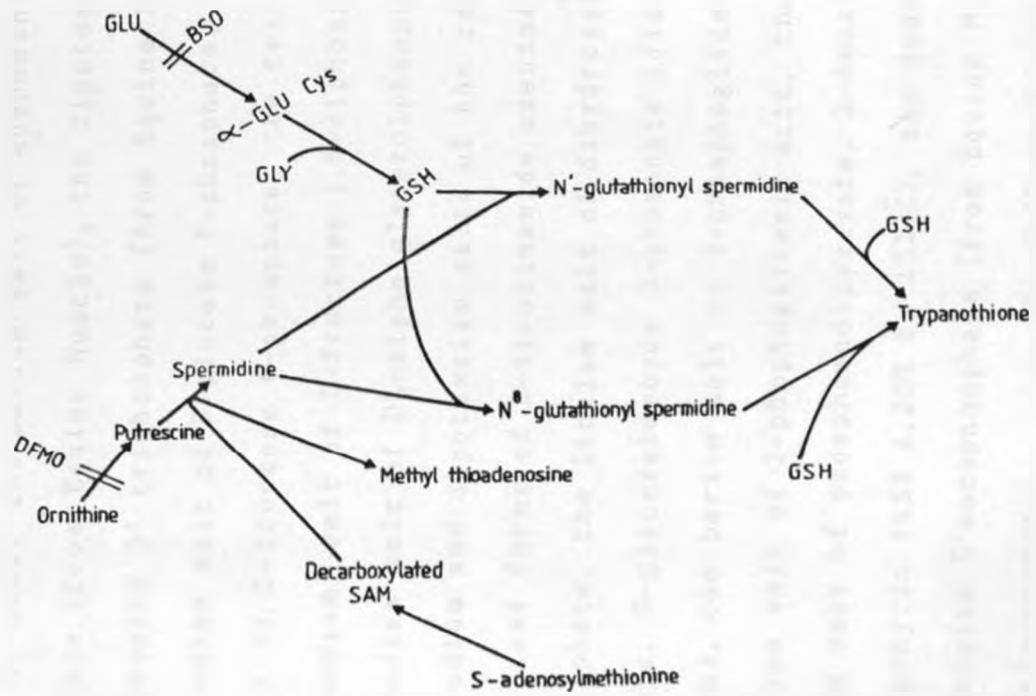 GLU
BSO
α-GLU Cys
GLY
GSH
N'-glutathionyl spermidine
GSH
Trypanothione
Spermidine
N⁸-glutathionyl spermidine
Putrescine
DFMO
GSH
Methyl thioadenosine
Ornithine
Decarboxylated
SAM
S-adenosylmethionine